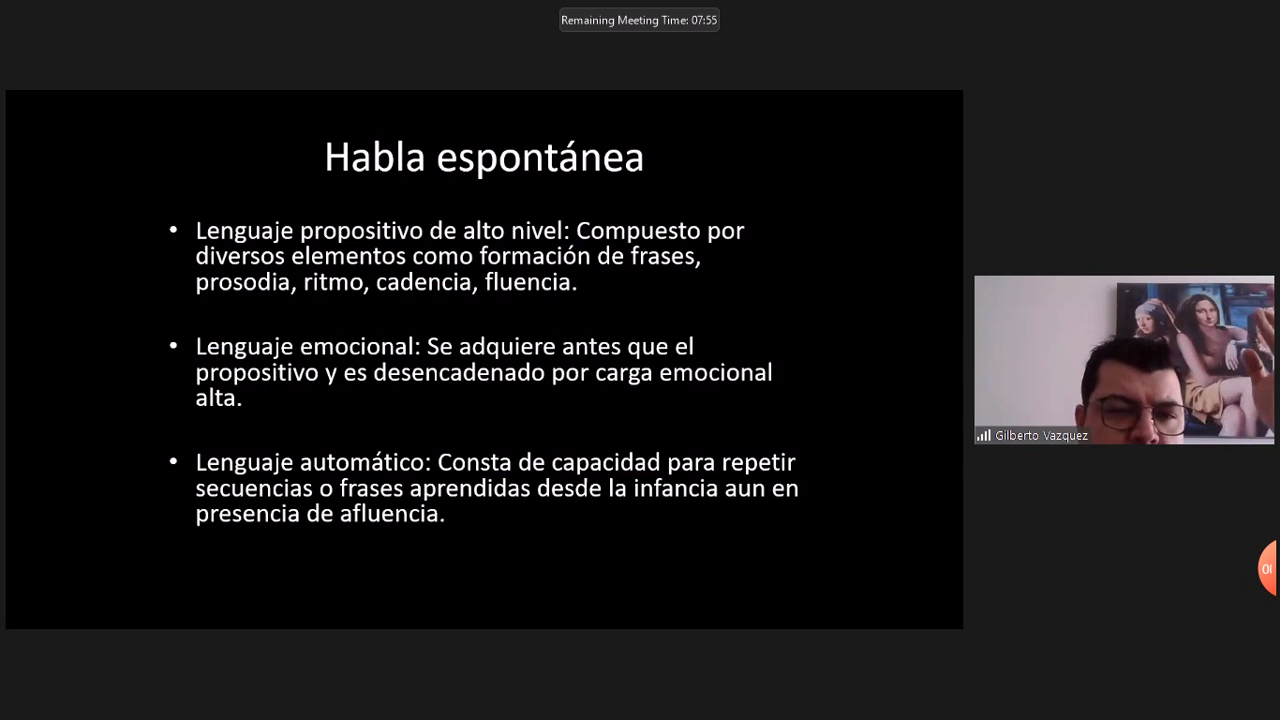 Remaining Meeting Time: 07:55
Habla espontánea
• Lenguaje propositivo de alto nivel: Compuesto por
diversos elementos como formación de frases,
prosodia, ritmo, cadencia, fluencia.
• Lenguaje emocional: Se adquiere antes que el
propositivo y es desencadenado por carga emocional
alta.
• Lenguaje automático: Consta de capacidad para repetir
secuencias o frases aprendidas desde la infancia aun en
presencia de afluencia.
Gilberto Vazquez